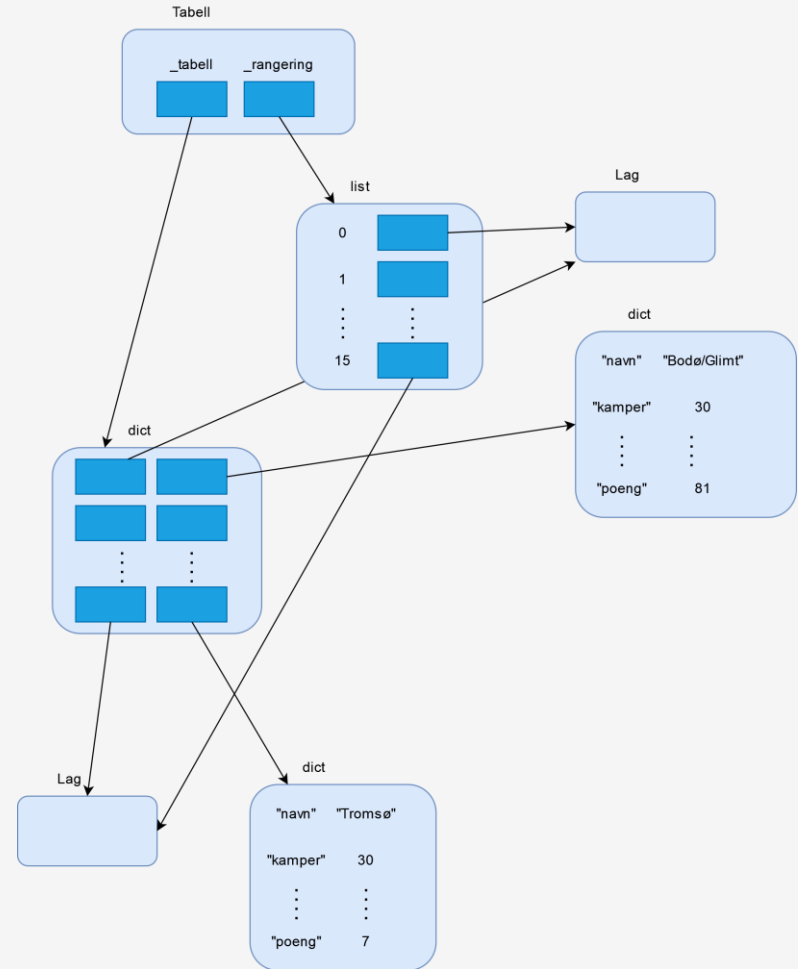 Tabell
_tabell _rangering
list
Lag
0
1
15
dict
"navn" "Bodø/Glimt"
"kamper" 30
"poeng" 81
dict
Lag
dict
"navn" "Tromsø"
"kamper" 30
"poeng" 7